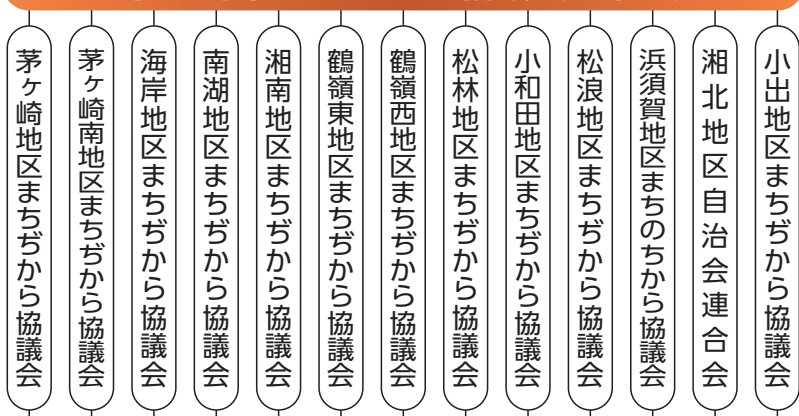 小出地区まちぢから協議会
湘北地区自治会連合会
浜須賀地区まちのちから協議会
松浪地区まちぢから協議会
小和田地区まちぢから協議会
松林地区まちぢから協議会
鶴嶺西地区まちぢから協議会
鶴嶺東地区まちぢから協議会
湘南地区まちぢから協議会
南湖地区まちぢから協議会
海岸地区まちぢから協議会
茅ヶ崎南地区まちぢから協議会
茅ヶ崎地区まちぢから協議会